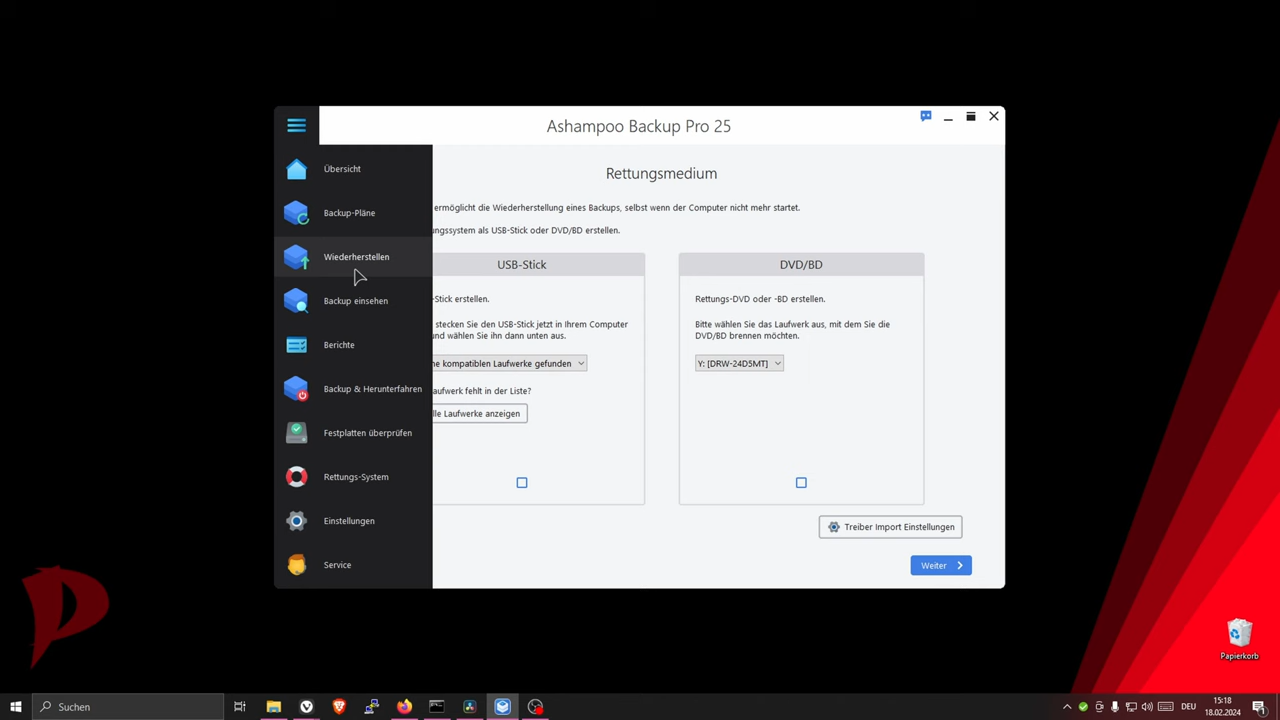 Ashampoo Backup Pro 25
Übersicht
Backup-Pläne
Wiederherstellen
Backup einsehen
Berichte
Backup & Herunterfahren
Festplatten überprüfen
Rettungs-System
Einstellungen
Service
Rettungsmedium
ermöglicht die Wiederherstellung eines Backups, selbst wenn der Computer nicht mehr startet.
ungssystem als USB-Stick oder DVD/BD erstellen.
USB-Stick
-Stick erstellen.
stecken Sie den USB-Stick jetzt in Ihrem Computer
und wählen Sie ihn dann unten aus.
ne kompatiblen Laufwerke gefunden
aufwerk fehlt in der Liste?
lle Laufwerke anzeigen
DVD/BD
Rettungs-DVD oder -BD erstellen.
Bitte wählen Sie das Laufwerk aus, mit dem Sie die
DVD/BD brennen möchten.
Y: [DRW-24D5MT]
Treiber Import Einstellungen
Weiter
Papierkorb
Suchen
DEU
15:18
18.02.2024
1